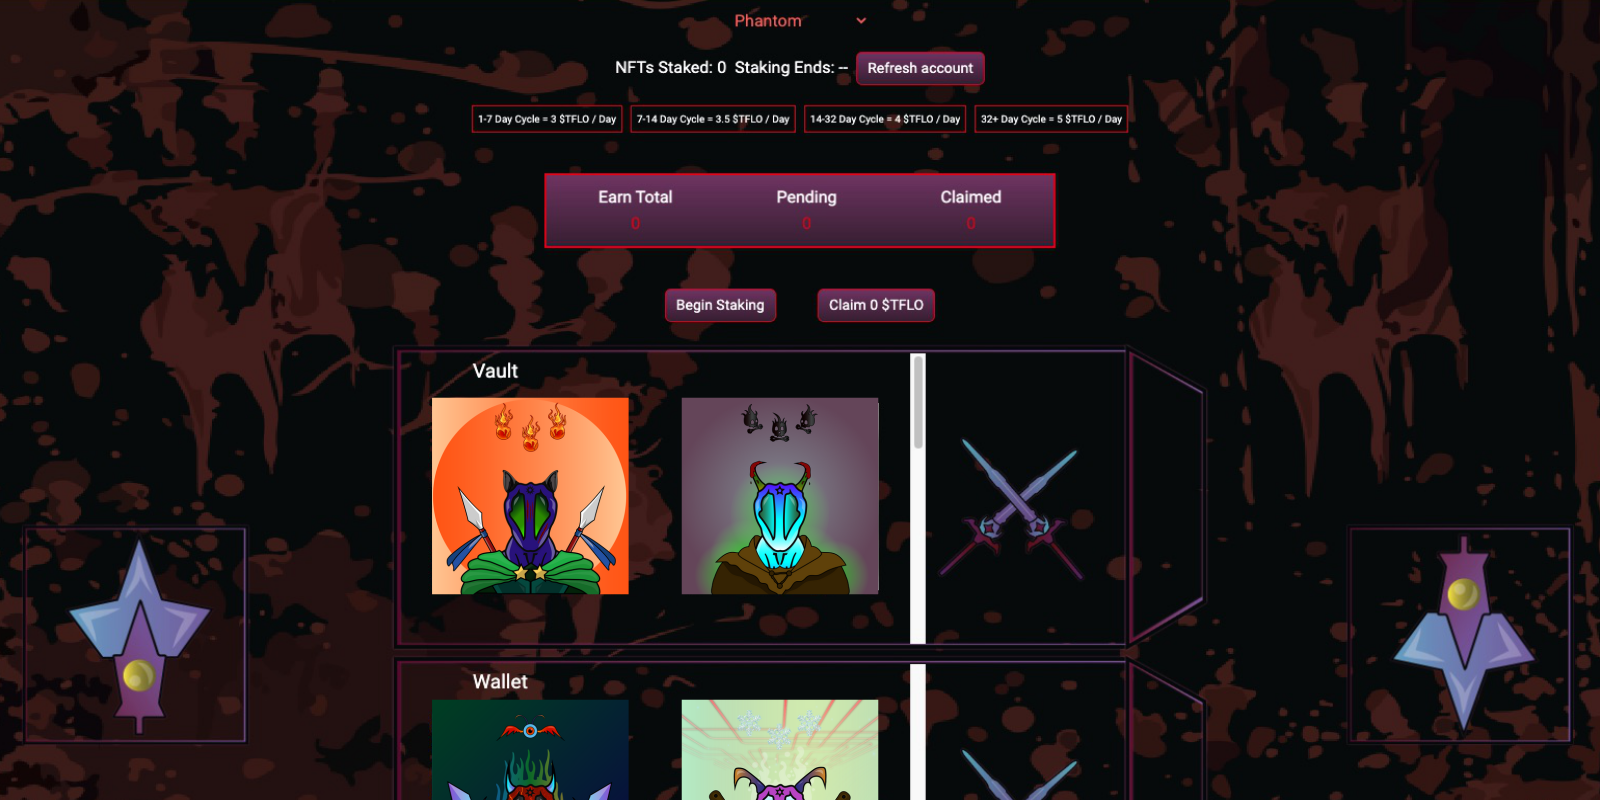 Phantom
NFTs Staked: 0 Staking Ends: -- Refresh account
1-7 Day Cycle = 3 $TFLO / Day 7-14 Day Cycle = 3.5 $TFLO / Day 14-32 Day Cycle = 4 $TFLO / Day 32+ Day Cycle = 5 $TFLO / Day
Earn Total Pending Claimed
0 0 0
Begin Staking Claim 0 $TFLO
Vault
Wallet